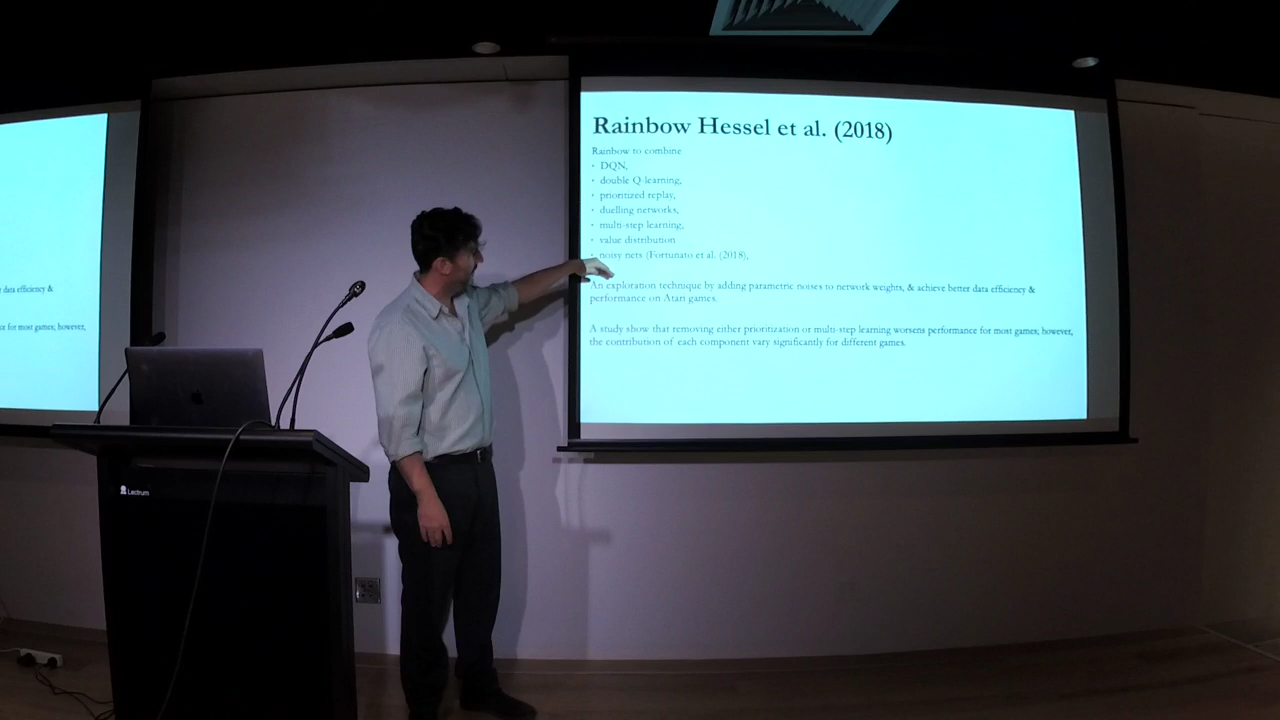 Rainbow Hessel et al. (2018)
Rainbow to combine
• DQN,
• double Q learning,
• prioritized replay,
• duelling networks,
• multi-step learning,
• value distribution
• noisy nets (Fortunato et al. (2018),
An exploration technique by adding parametric noises to network weights, & achieve better data efficiency &
performance on Atari games.
A study show that removing either prioritization or multi-step learning worsens performance for most games; however,
the contribution of each component vary significantly for different games.
data efficiency &
for most games; however,
Lectrum